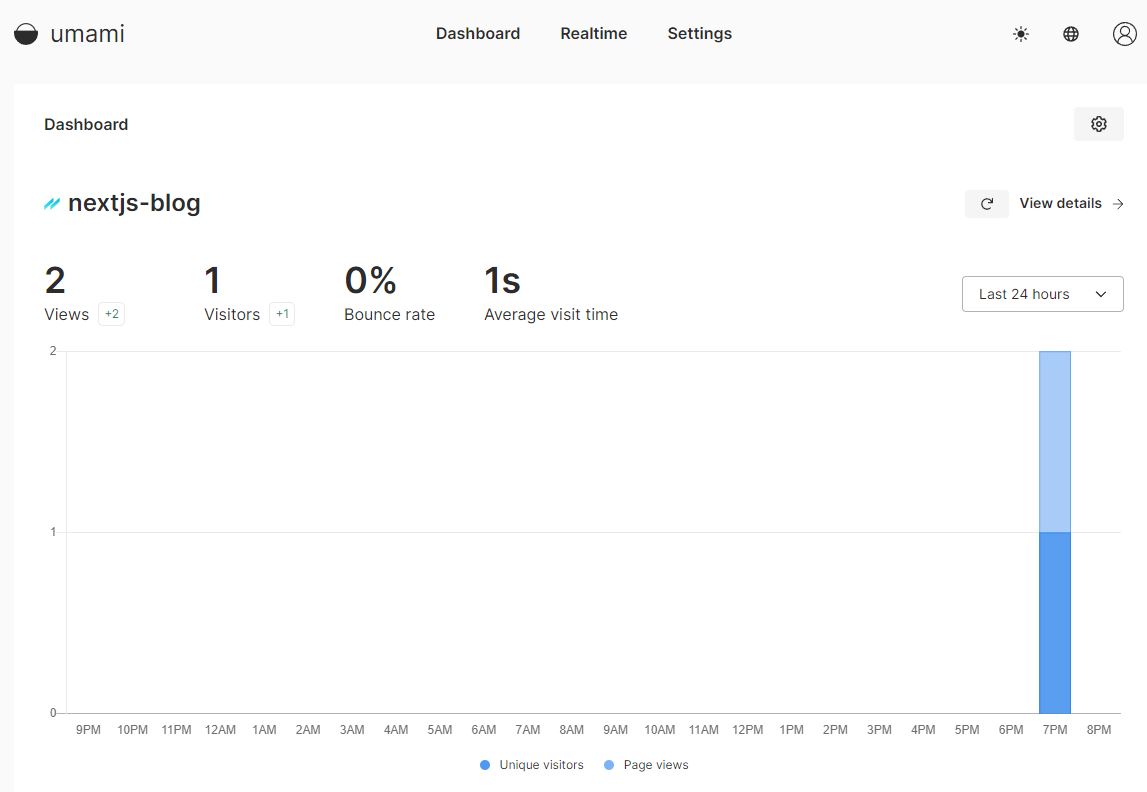 umami
Dashboard Realtime Settings
Dashboard
nextjs-blog
View details
2 1 0% 1s
Views +2 Visitors +1 Bounce rate Average visit time
Last 24 hours
2
1
0
9PM 10PM 11PM 12AM 1AM 2AM 3AM 4AM 5AM 6AM 7AM 8AM 9AM 10AM 11AM 12PM 1PM 2PM 3PM 4PM 5PM 6PM 7PM 8PM
Unique visitors Page views